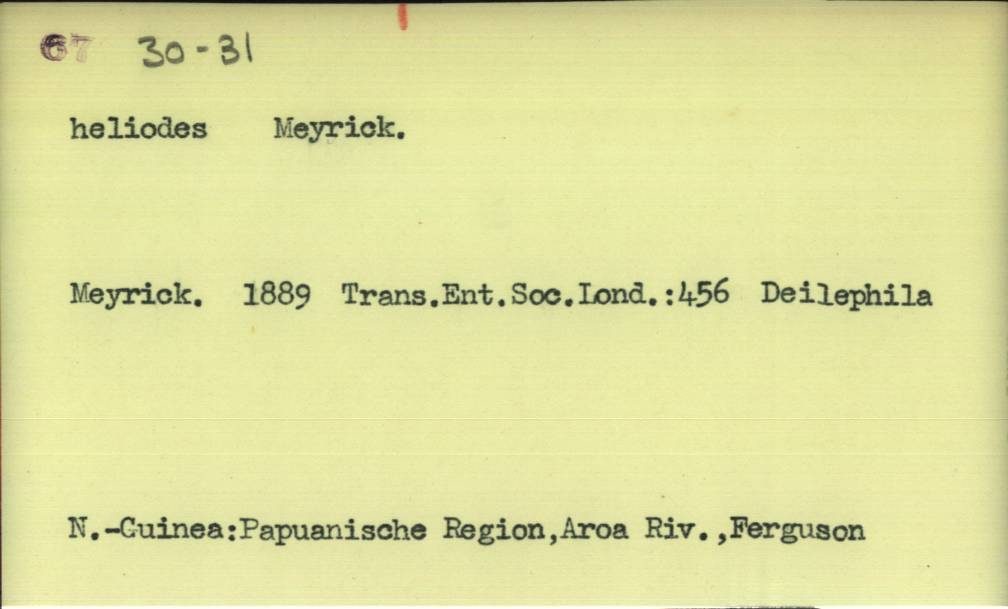 67 30-31
heliodes Meyrick.
Meyrick. 1889 Trans.Ent.Soc.Lond.:456 Deilephila
N.-Guinea:Papuanische Region,Aroa Riv.,Ferguson